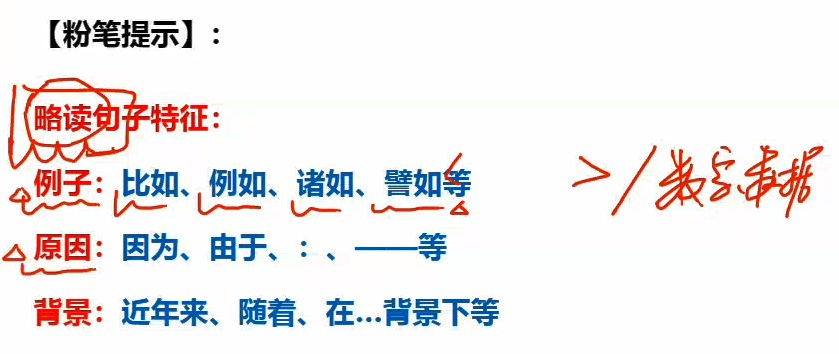 【粉笔提示】:
略读句子特征:
例子: 比如、例如、诸如、譬如等
>/数字、数据
原因: 因为、由于、: 、——等
背景: 近年来、随着、在...背景下等